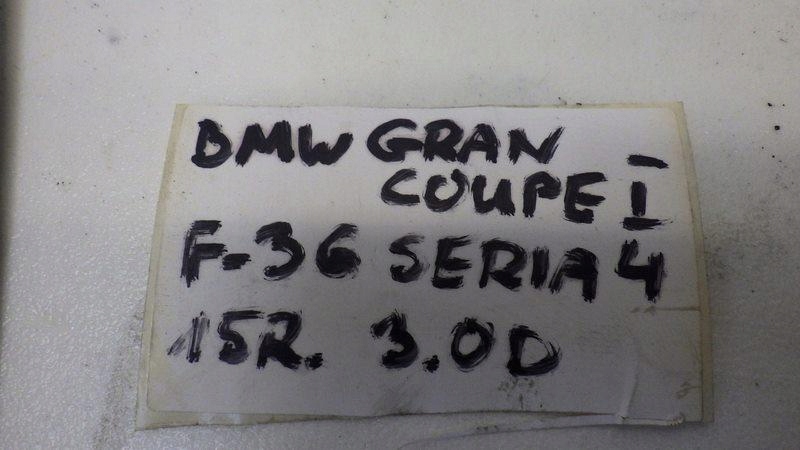 BMW GRAN
COUPE I
F-36 SERIA 4
15R. 3.0D